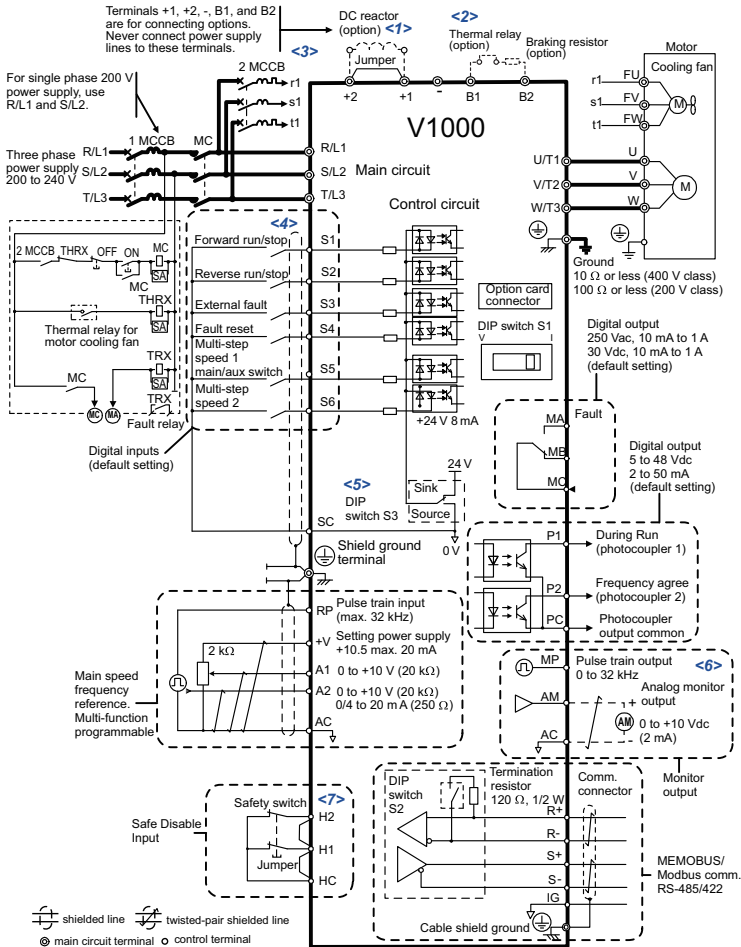 Terminals +1, +2, -, B1, and B2
are for connecting options.
Never connect power supply
lines to these terminals.
DC reactor
(option)
<1>
<2>
Thermal relay
(option)
Braking resistor
(option)
Motor
<3>
Jumper
Cooling fan
2 MCCB
r1
s1
t1
+2
+1
-
B1
B2
r1
FU
s1
FV
t1
FW
M
For single phase 200 V
power supply, use
R/L1 and S/L2.
V1000
1 MCCB
MC
R/L1
S/L2
T/L3
Three phase
power supply
200 to 240 V
R/L1
S/L2
T/L3
Main circuit
Control circuit
U/T1
V/T2
W/T3
U
V
W
M
Ground
10 Ω or less (400 V class)
100 Ω or less (200 V class)
2 MCCB
THRX
OFF
ON
MC
SA
MC
THRX
SA
Thermal relay for
motor cooling fan
TRX
SA
MC
TRX
MC
MA
Fault relay
<4>
Forward run/stop
S1
Reverse run/stop
S2
External fault
S3
Fault reset
S4
Multi-step
speed 1
main/aux switch
S5
Multi-step
speed 2
S6
Digital inputs
(default setting)
+24 V 8 mA
Option card
connector
DIP switch S1
V
I
Digital output
250 Vac, 10 mA to 1 A
30 Vdc, 10 mA to 1 A
(default setting)
MA
Fault
MB
MC
<5>
DIP
switch S3
24 V
Sink
Source
0 V
SC
Shield ground
terminal
Digital output
5 to 48 Vdc
2 to 50 mA
(default setting)
P1
During Run
(photocoupler 1)
P2
Frequency agree
(photocoupler 2)
PC
Photocoupler
output common
RP
Pulse train input
(max. 32 kHz)
+V
Setting power supply
+10.5 max. 20 mA
2 kΩ
A1
0 to +10 V (20 kΩ)
A2
0 to +10 V (20 kΩ)
0/4 to 20 mA (250 Ω)
AC
Main speed
frequency
reference.
Multi-function
programmable
MP
Pulse train output
0 to 32 kHz
<6>
AM
Analog monitor
output
+
AM
0 to +10 Vdc
(2 mA)
-
AC
Monitor
output
Safe Disable
Input
Safety switch
<7>
H2
H1
Jumper
HC
DIP
switch
S2
Termination
resistor
120 Ω, 1/2 W
Comm.
connector
R+
R-
S+
S-
IG
Cable shield ground
MEMOBUS/
Modbus comm.
RS-485/422
shielded line
twisted-pair shielded line
main circuit terminal
control terminal